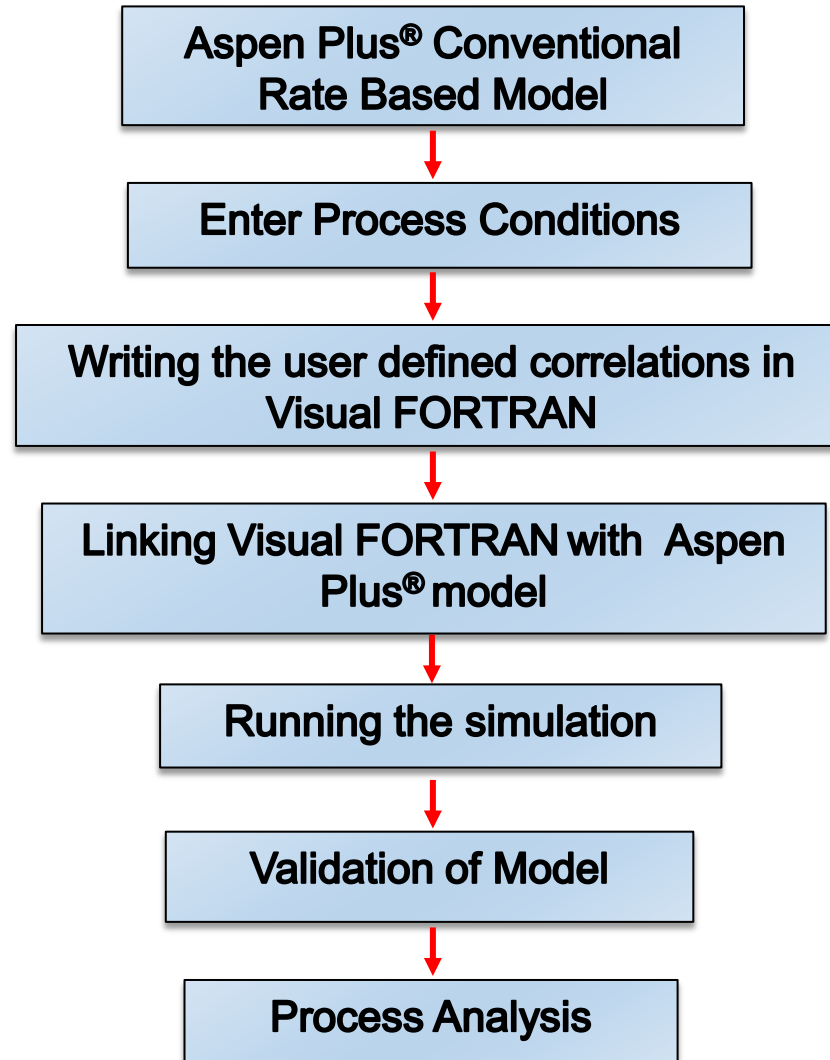 Aspen Plus® Conventional
Rate Based Model
Enter Process Conditions
Writing the user defined correlations in
Visual FORTRAN
Linking Visual FORTRAN with Aspen
Plus® model
Running the simulation
Validation of Model
Process Analysis